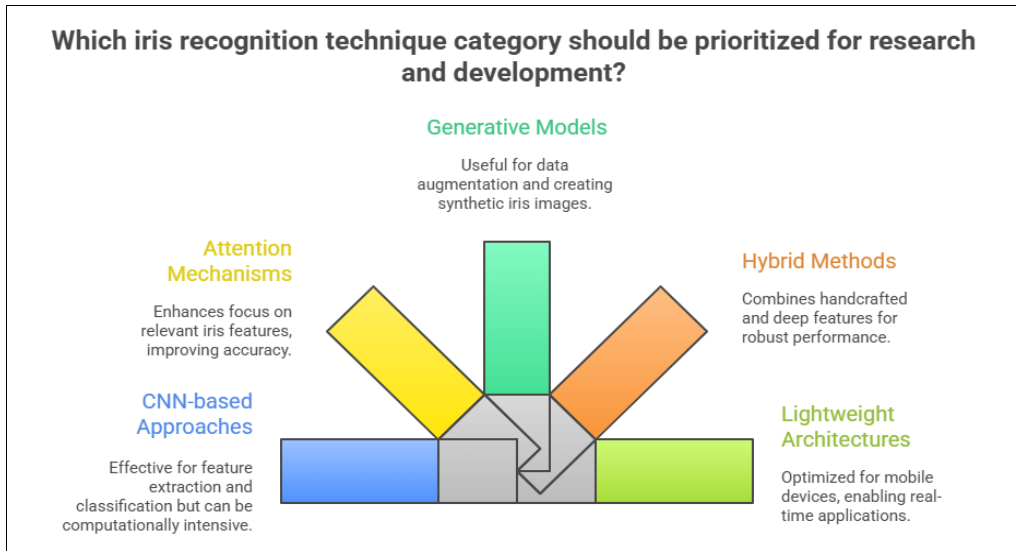 Which iris recognition technique category should be prioritized for research
and development?
Generative Models
Useful for data
augmentation and creating
synthetic iris images.
Attention
Mechanisms
Enhances focus on
relevant iris features,
improving accuracy.
Hybrid Methods
Combines handcrafted
and deep features for
robust performance.
CNN-based
Approaches
Effective for feature
extraction and
classification but can be
computationally intensive.
Lightweight
Architectures
Optimized for mobile
devices, enabling real-
time applications.